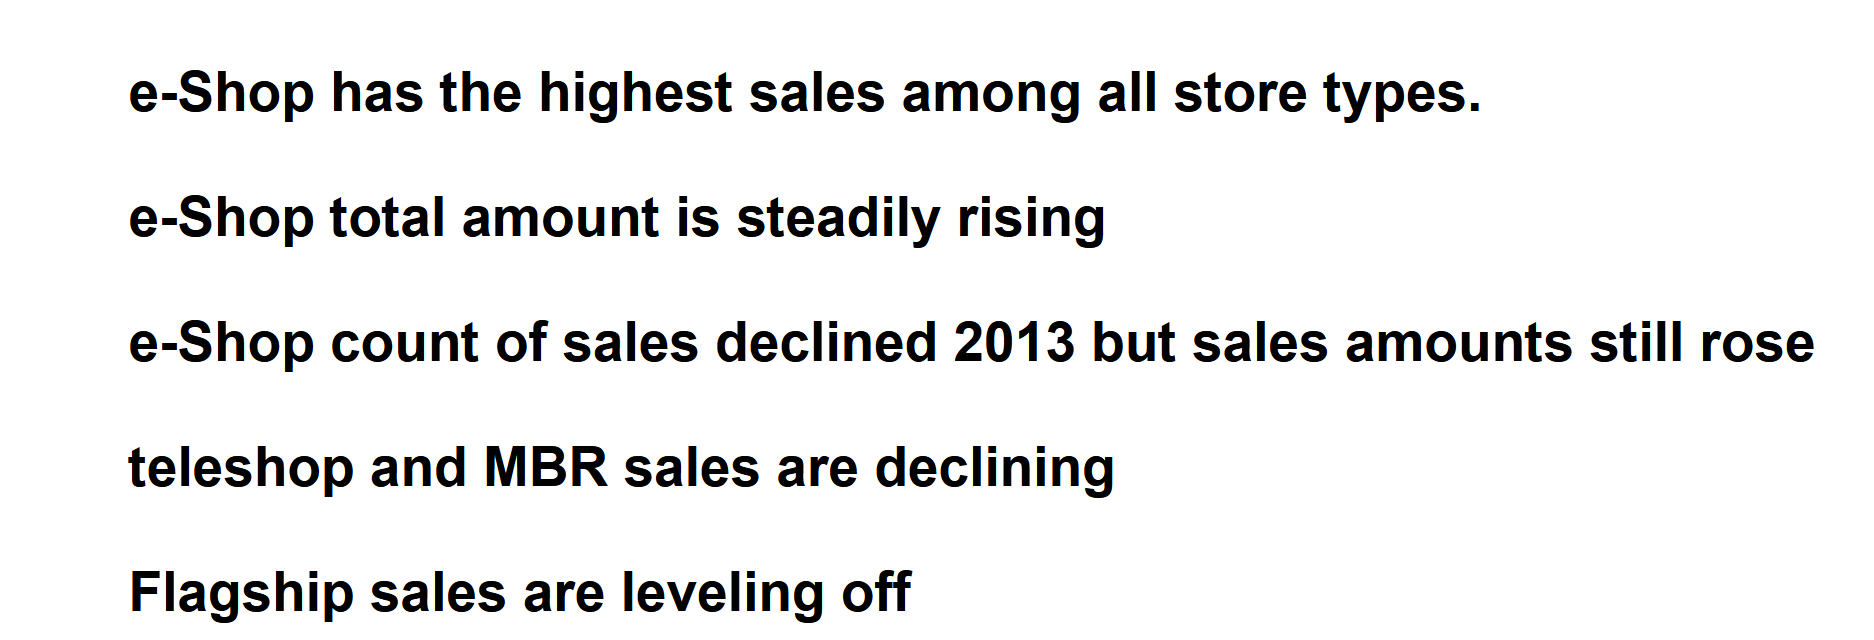 e-Shop has the highest sales among all store types.
e-Shop total amount is steadily rising
e-Shop count of sales declined 2013 but sales amounts still rose
teleshop and MBR sales are declining
Flagship sales are leveling off